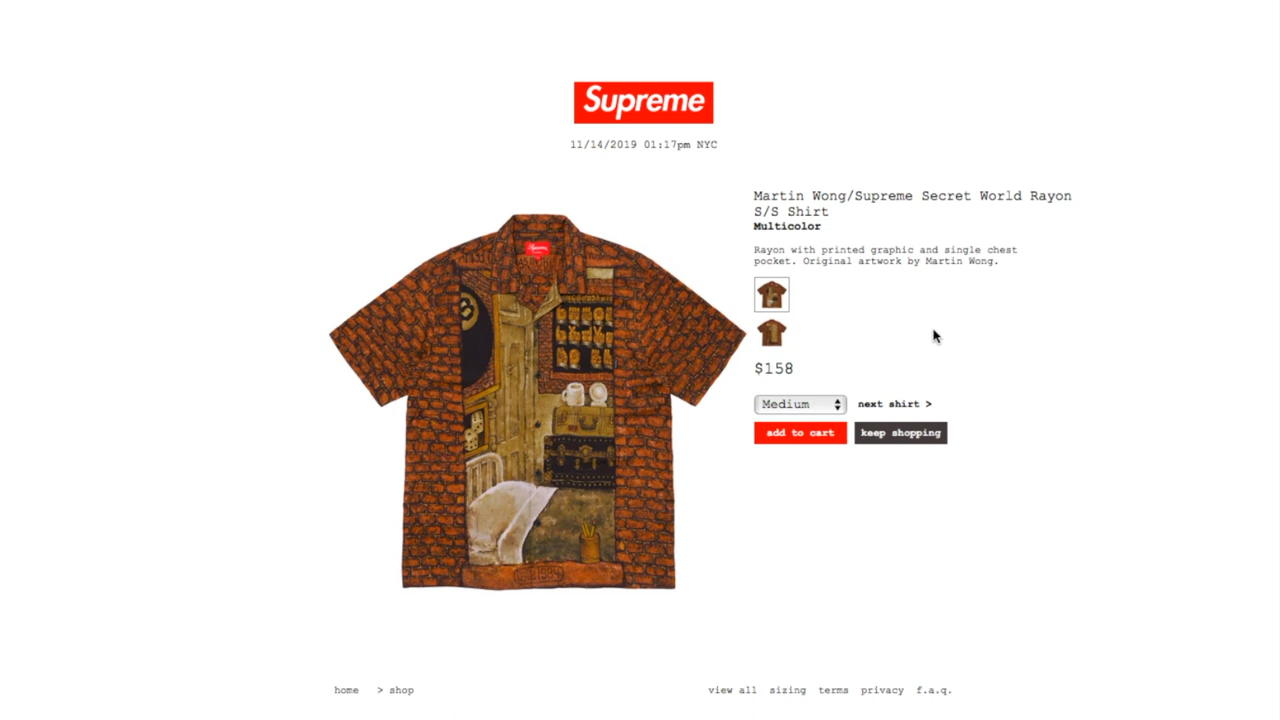 Supreme
11/14/2019 01:17pm NYC
Martin Wong/Supreme Secret World Rayon
S/S Shirt
Multicolor
Rayon with printed graphic and single chest
pocket. Original artwork by Martin Wong.
$158
Medium
next shirt >
add to cart
keep shopping
Supreme
home > shop
view all sizing terms privacy f.a.q.